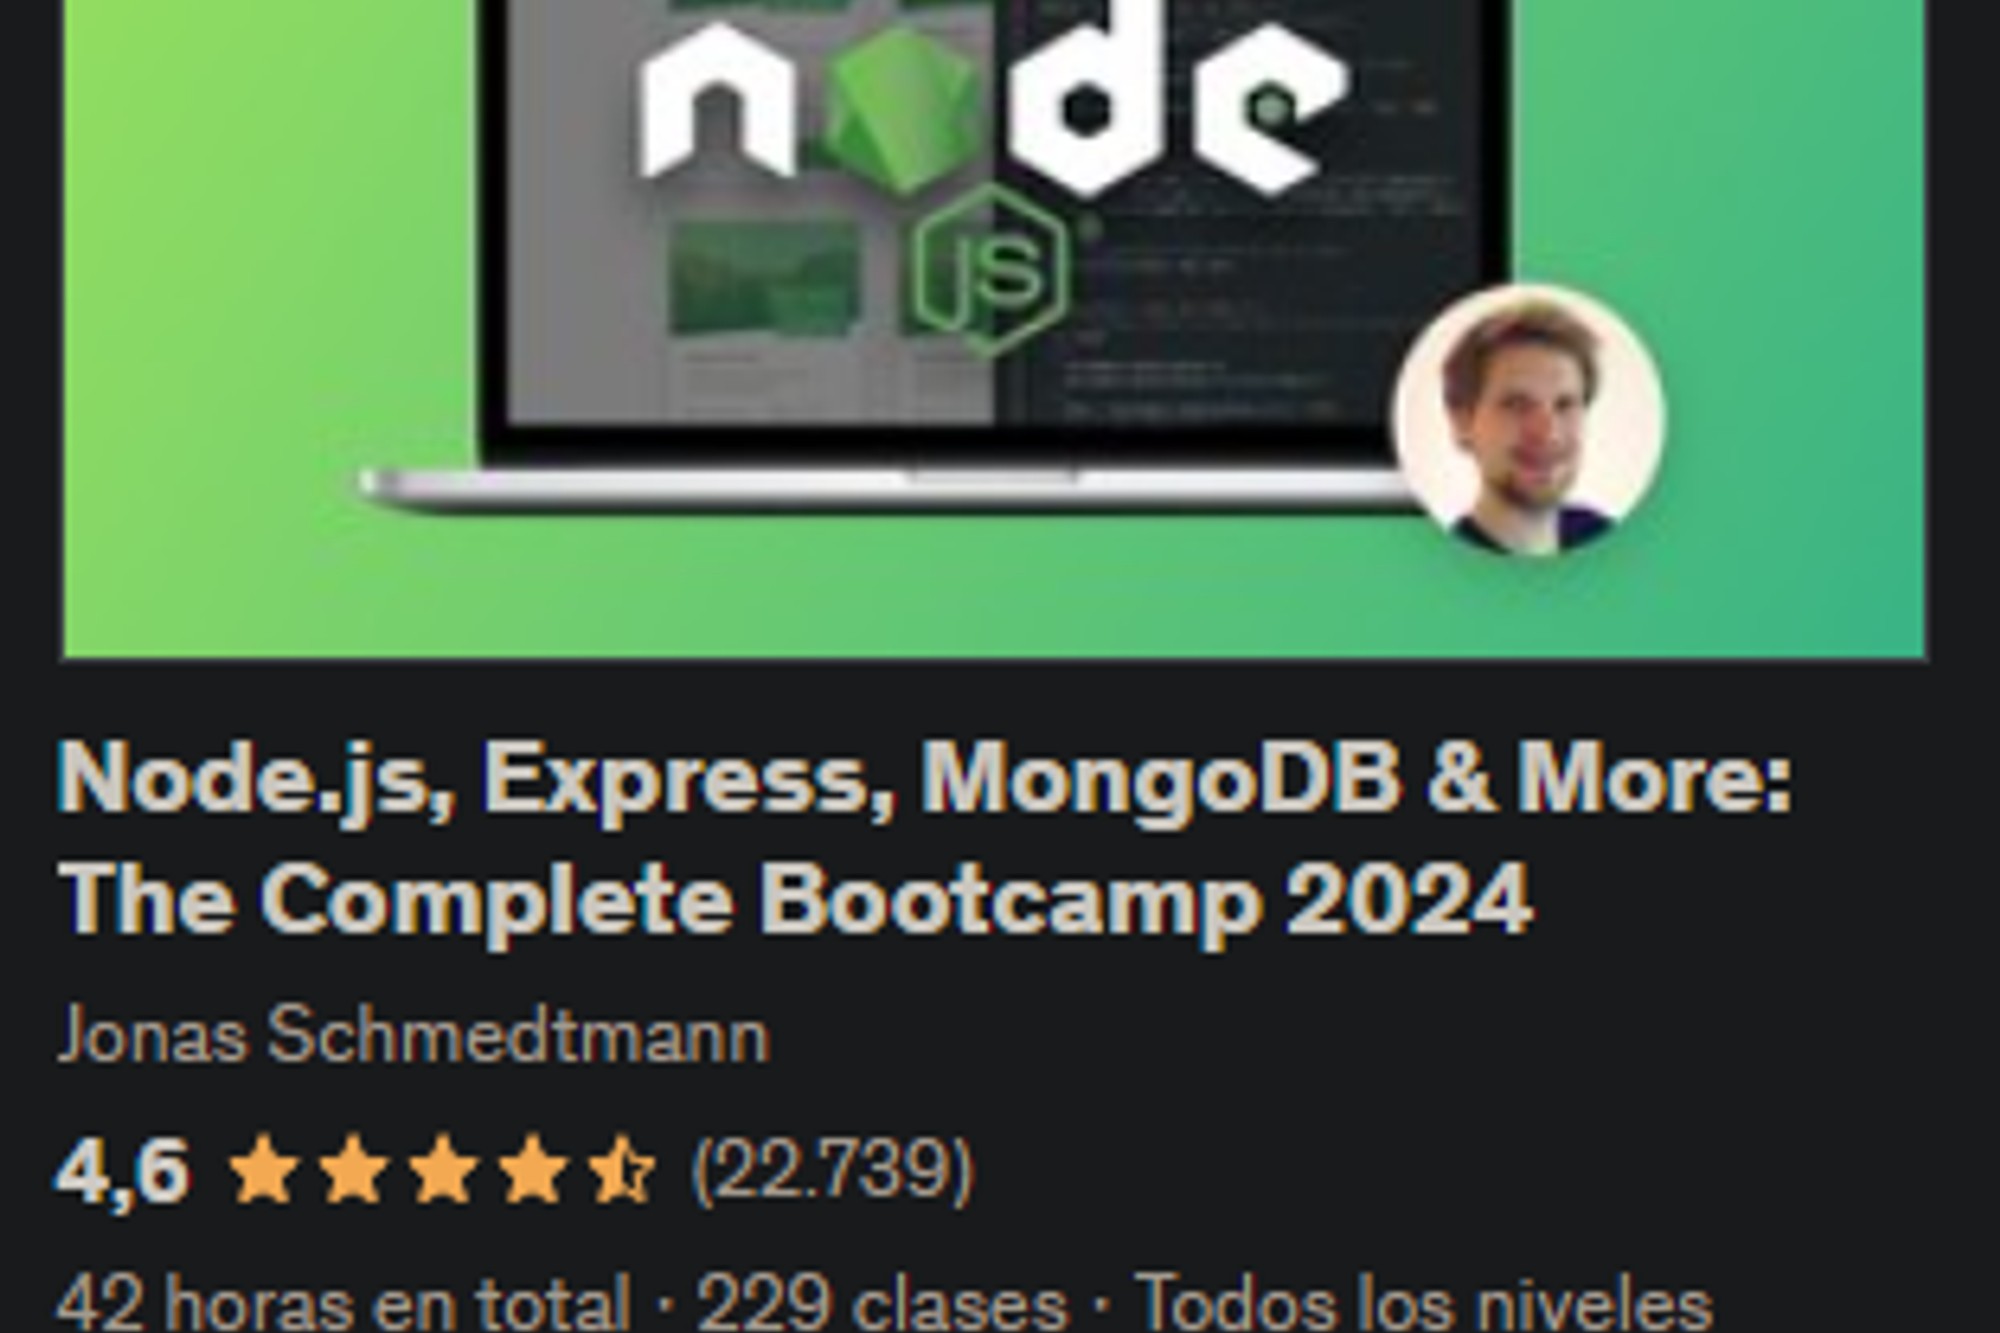 node
JS
Node.js, Express, MongoDB & More:
The Complete Bootcamp 2024
Jonas Schmedtmann
4,6 (22.739)
42 horas en total · 229 clases · Todos los niveles